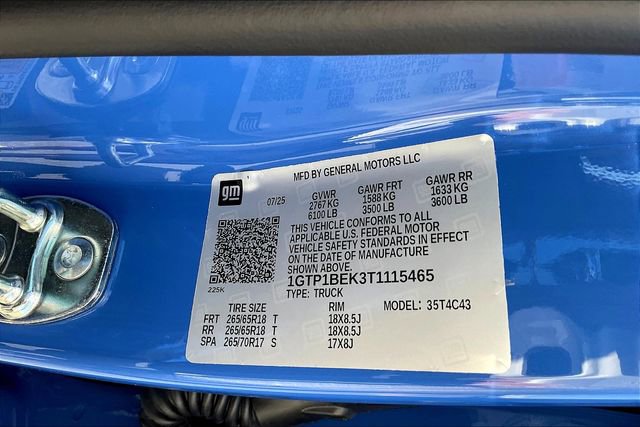 MFD BY GENERAL MOTORS LLC
gm
07/25
GVWR GAWR FRT GAWR RR
2767 KG 1588 KG 1633 KG
6100 LB 3500 LB 3600 LB
THIS VEHICLE CONFORMS TO ALL
APPLICABLE U.S. FEDERAL MOTOR
VEHICLE SAFETY STANDARDS IN EFFECT
ON THE DATE OF MANUFACTURE
SHOWN ABOVE.
225K
1GTP1BEK3T1115465
TYPE: TRUCK
MODEL: 35T4C43
TIRE SIZE RIM
FRT 265/65R18 T 18X8.5J
RR 265/65R18 T 18X8.5J
SPA 265/70R17 S 17X8J